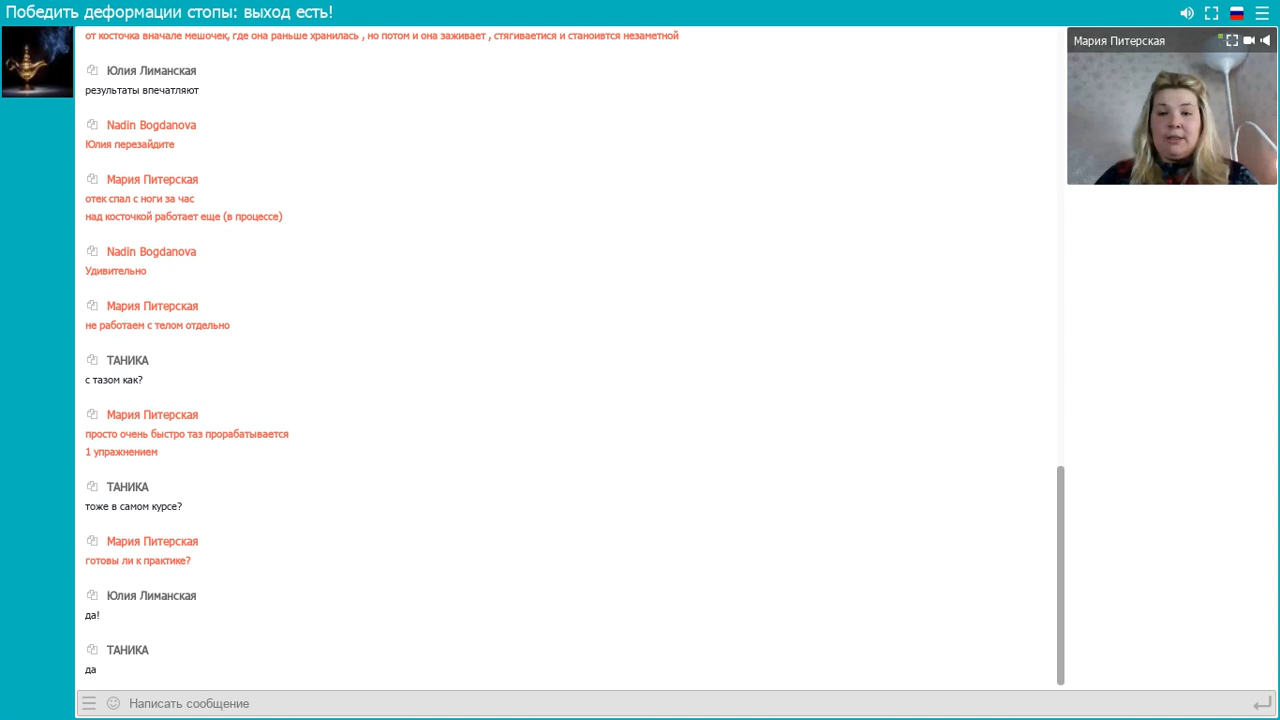 Победить деформации стопы: выход есть!
от косточка вначале мешочек, где она раньше хранилась , но потом и она заживает , стягиваетися и станоивтся незаметной
Юлия Лиманская
результаты впечатляют
Nadin Bogdanova
Юлия перезайдите
Мария Питерская
отек спал с ноги за час
над косточкой работает еще (в процессе)
Nadin Bogdanova
Удивительно
Мария Питерская
не работаем с телом отдельно
ТАНИКА
с тазом как?
Мария Питерская
просто очень быстро таз прорабатывается
1 упражнением
ТАНИКА
тоже в самом курсе?
Мария Питерская
готовы ли к практике?
Юлия Лиманская
да!
ТАНИКА
да
Написать сообщение
Мария Питерская